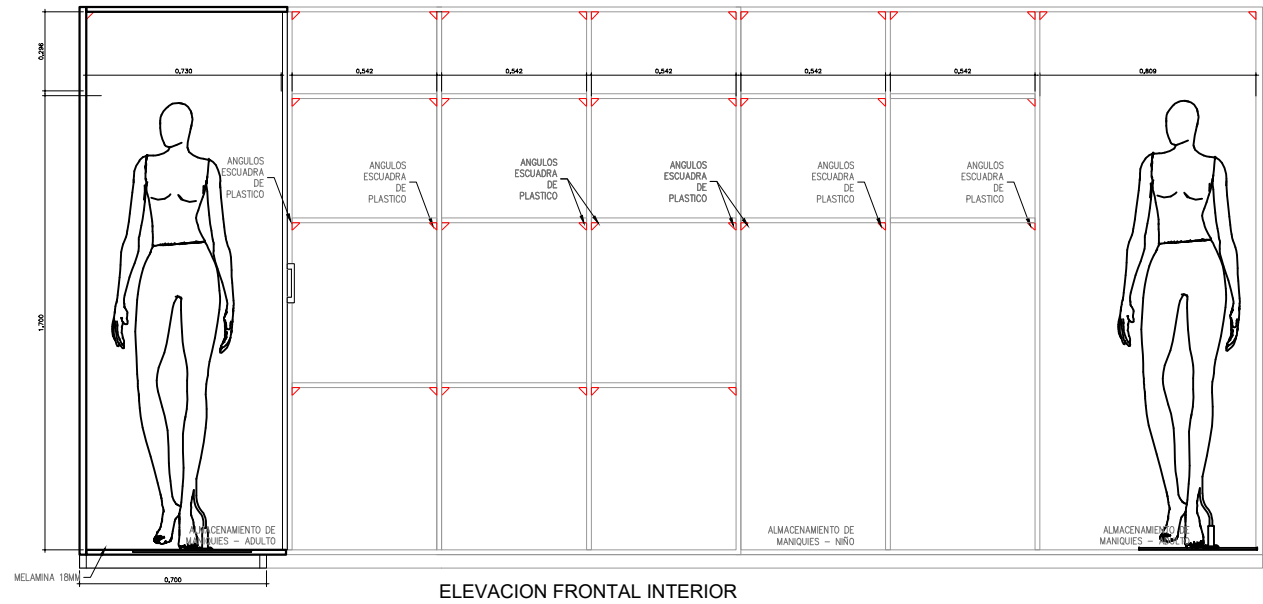 0,296
0,730
0,542
0,542
0,542
0,542
0,542
0,809
ANGULOS
ESCUADRA
DE
PLASTICO
ANGULOS
ESCUADRA
DE
PLASTICO
ANGULOS
ESCUADRA
DE
PLASTICO
ANGULOS
ESCUADRA
DE
PLASTICO
ANGULOS
ESCUADRA
DE
PLASTICO
ANGULOS
ESCUADRA
DE
PLASTICO
1,700
ALMACENAMIENTO DE
MANIQUIES - ADULTO
ALMACENAMIENTO DE
MANIQUIES - NIÑO
ALMACENAMIENTO DE
MANIQUIES - ADULTO
MELAMINA 18MM
0,700
ELEVACION FRONTAL INTERIOR